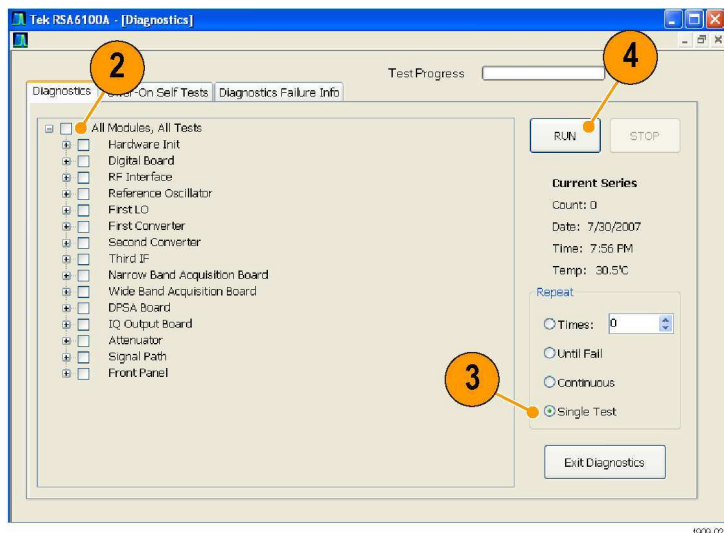 Tek RSA6100A - [Diagnostics]
2
4
Test Progress
Diagnostics
-On Self Tests
Diagnostics Failure Info
All Modules, All Tests
Hardware Init
Digital Board
RF Interface
Reference Oscillator
First LO
First Converter
Second Converter
Third IF
Narrow Band Acquisition Board
Wide Band Acquisition Board
DPSA Board
IQ Output Board
Attenuator
Signal Path
Front Panel
RUN
STOP
Current Series
Count: 0
Date: 7/30/2007
Time: 7:56 PM
Temp: 30.5°C
Repeat
Times: 0
Until Fail
Continuous
3
Single Test
Exit Diagnostics